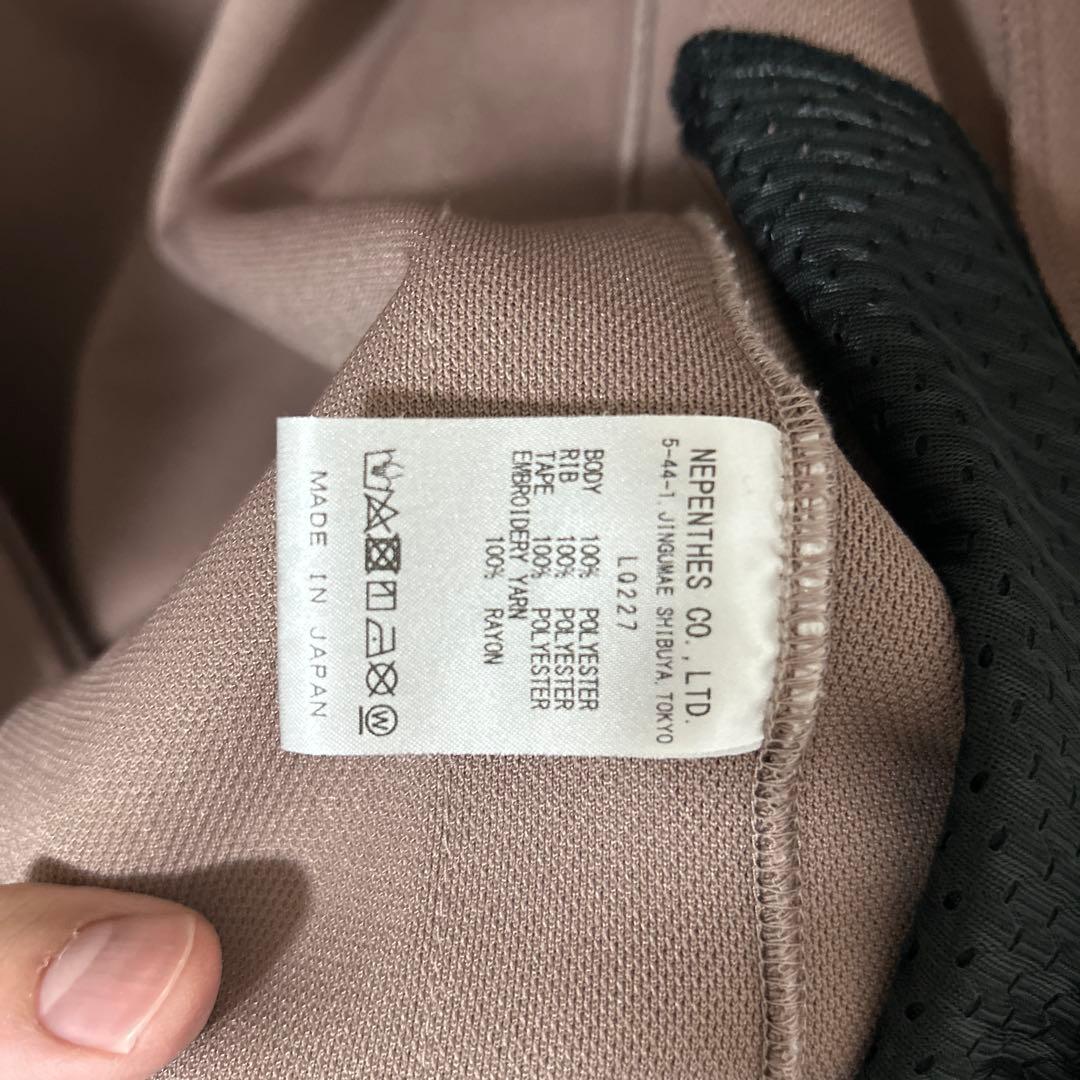 NEPENTHES CO.,LTD.
5-44-1, JINGUMAE SHIBUYA, TOKYO
LQ227
BODY 100% POLYESTER
RIB 100% POLYESTER
TAPE 100% POLYESTER
EMBROIDERY YARN
100% RAYON
W
MADE IN JAPAN